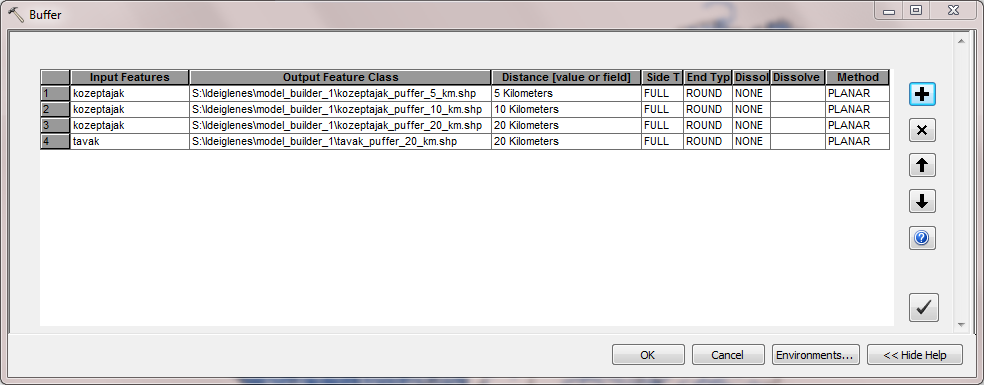 Buffer
Input Features Output Feature Class Distance [value or field] Side T End Typ Dissol Dissolve Method
1 kozeptajak S:\ldeiglenes\model_builder_1\kozeptajak_puffer_5_km.shp 5 Kilometers FULL ROUND NONE PLANAR
2 kozeptajak S:\ldeiglenes\model_builder_1\kozeptajak_puffer_10_km.shp 10 Kilometers FULL ROUND NONE PLANAR
3 kozeptajak S:\ldeiglenes\model_builder_1\kozeptajak_puffer_20_km.shp 20 Kilometers FULL ROUND NONE PLANAR
4 tavak S:\ldeiglenes\model_builder_1\tavak_puffer_20_km.shp 20 Kilometers FULL ROUND NONE PLANAR
OK Cancel Environments... << Hide Help